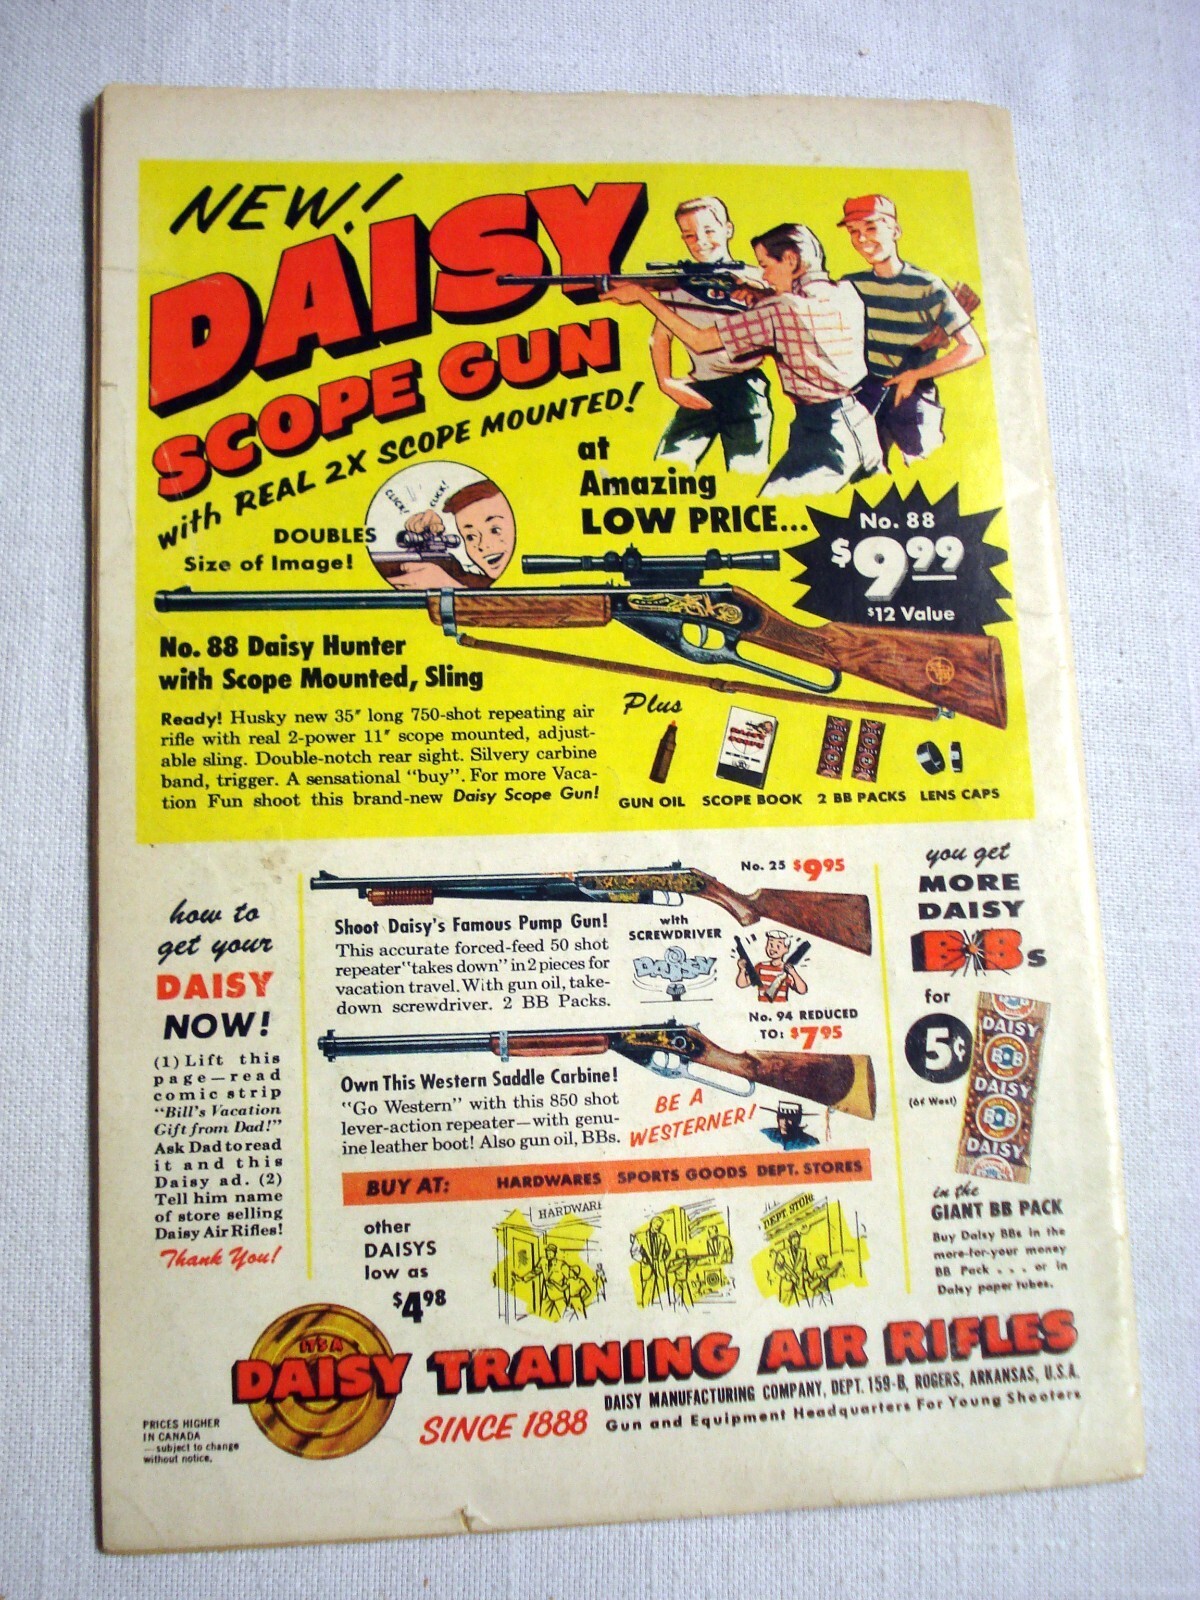 NEW!
DAISY
SCOPE GUN
with REAL 2X SCOPE MOUNTED!
DOUBLES
Size of Image!
CLICK!
CLICK!
at
Amazing
LOW PRICE...
No. 88
$9.99
$12 Value
No. 88 Daisy Hunter
with Scope Mounted, Sling
Ready! Husky new 35" long 750-shot repeating air
rifle with real 2-power 11" scope mounted, adjust-
able sling. Double-notch rear sight. Silvery carbine
band, trigger. A sensational "buy". For more Vaca-
tion Fun shoot this brand-new Daisy Scope Gun!
Plus
GUN OIL
SCOPE BOOK
2 BB PACKS
LENS CAPS
how to
get your
DAISY
NOW!
(1) Lift this
page—read
comic strip
"Bill's Vacation
Gift from Dad!"
Ask Dad to read
it and this
Daisy ad. (2)
Tell him name
of store selling
Daisy Air Rifles!
Thank You!
No. 25 $9.95
Shoot Daisy's Famous Pump Gun!
This accurate forced-feed 50 shot
repeater "takes down" in 2 pieces for
vacation travel. With gun oil, take-
down screwdriver. 2 BB Packs.
with
SCREWDRIVER
DAISY
No. 94 REDUCED
TO: $7.95
Own This Western Saddle Carbine!
"Go Western" with this 850 shot
lever-action repeater—with genu-
ine leather boot! Also gun oil, BBs.
BE A
WESTERNER!
BUY AT:
HARDWARES
SPORTS GOODS
DEPT. STORES
other
DAISYS
low as
$4.98
HARDWARE
DEPT. STORE
you get
MORE
DAISY
BBs
for
5¢
(6¢ West)
DAISY
B•B
DAISY
B•B
DAISY
in the
GIANT BB PACK
Buy Daisy BBs in the
more-for-your money
BB Pack . . . or in
Daisy paper tubes.
IT'S A
DAISY
TRAINING AIR RIFLES
SINCE 1888
DAISY MANUFACTURING COMPANY, DEPT. 159-B, ROGERS, ARKANSAS, U.S.A.
Gun and Equipment Headquarters For Young Shooters
PRICES HIGHER
IN CANADA
—subject to change
without notice.